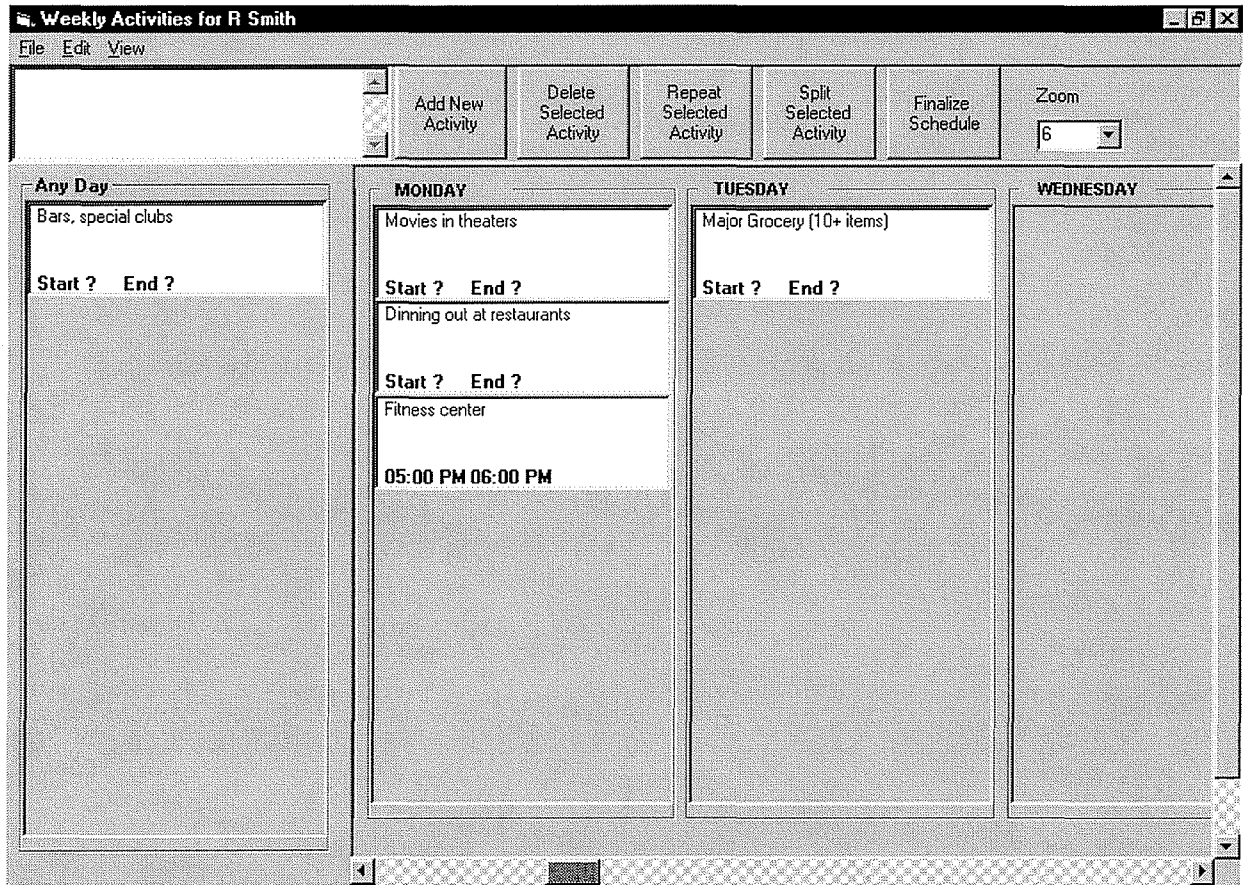 Weekly Activities for R Smith
File Edit View
Add New
Activity
Delete
Selected
Activity
Repeat
Selected
Activity
Split
Selected
Activity
Finalize
Schedule
Zoom
6
Any Day
Bars, special clubs
Start ? End ?
MONDAY
Movies in theaters
Start ? End ?
Dinning out at restaurants
Start ? End ?
Fitness center
05:00 PM 06:00 PM
TUESDAY
Major Grocery (10+ items)
Start ? End ?
WEDNESDAY